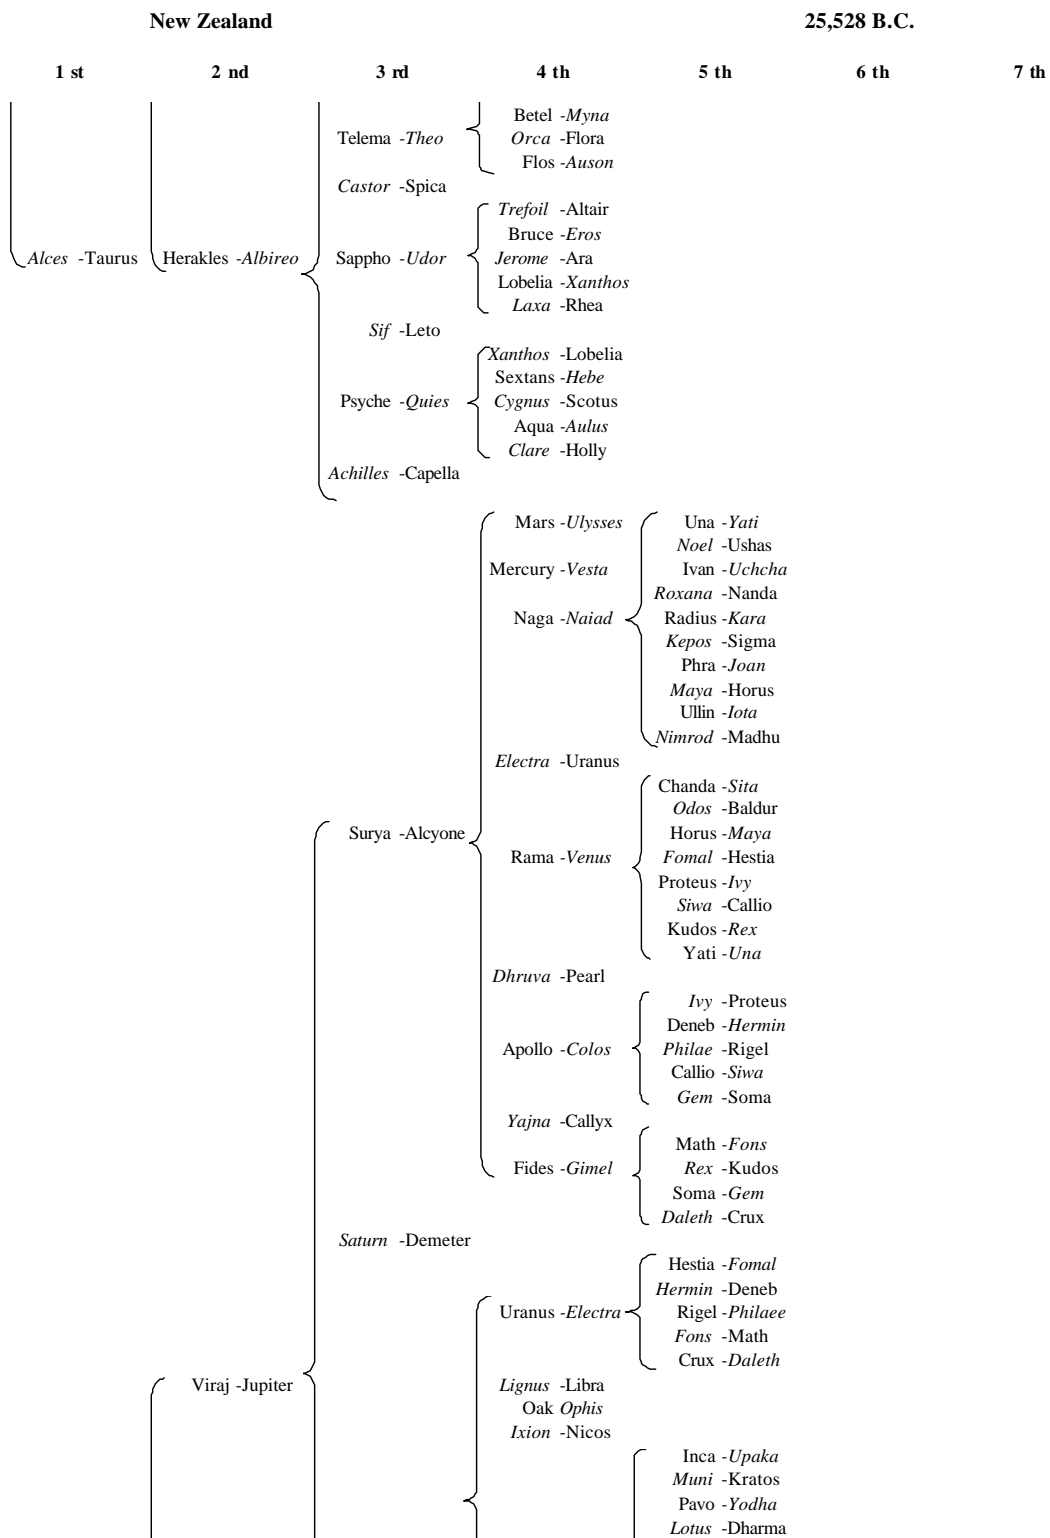 New Zealand 25,528 B.C.
1 st 2 nd 3 rd 4 th 5 th 6 th 7 th
Betel -Myna
Telema -Theo Orca -Flora
Flos -Auson
Castor -Spica
Trefoil -Altair
Bruce -Eros
Alces -Taurus Herakles -Albireo Sappho -Udor Jerome -Ara
Lobelia -Xanthos
Laxa -Rhea
Sif -Leto
Xanthos -Lobelia
Sextans -Hebe
Psyche -Quies Cygnus -Scotus
Aqua -Aulus
Clare -Holly
Achilles -Capella
Mars -Ulysses Una -Yati
Noel -Ushas
Mercury -Vesta Ivan -Uchcha
Roxana -Nanda
Naga -Naiad Radius -Kara
Kepos -Sigma
Phra -Joan
Maya -Horus
Ullin -Iota
Nimrod -Madhu
Electra -Uranus
Chanda -Sita
Odos -Baldur
Surya -Alcyone Horus -Maya
Rama -Venus Fomal -Hestia
Proteus -Ivy
Siwa -Callio
Kudos -Rex
Yati -Una
Dhruva -Pearl
Ivy -Proteus
Deneb -Hermin
Apollo -Colos Philae -Rigel
Callio -Siwa
Gem -Soma
Yajna -Callyx
Math -Fons
Fides -Gimel Rex -Kudos
Soma -Gem
Daleth -Crux
Saturn -Demeter
Hestia -Fomal
Hermin -Deneb
Uranus -Electra Rigel -Philaee
Fons -Math
Crux -Daleth
Viraj -Jupiter Lignus -Libra
Oak Ophis
Ixion -Nicos
Inca -Upaka
Muni -Kratos
Pavo -Yodha
Lotus -Dharma